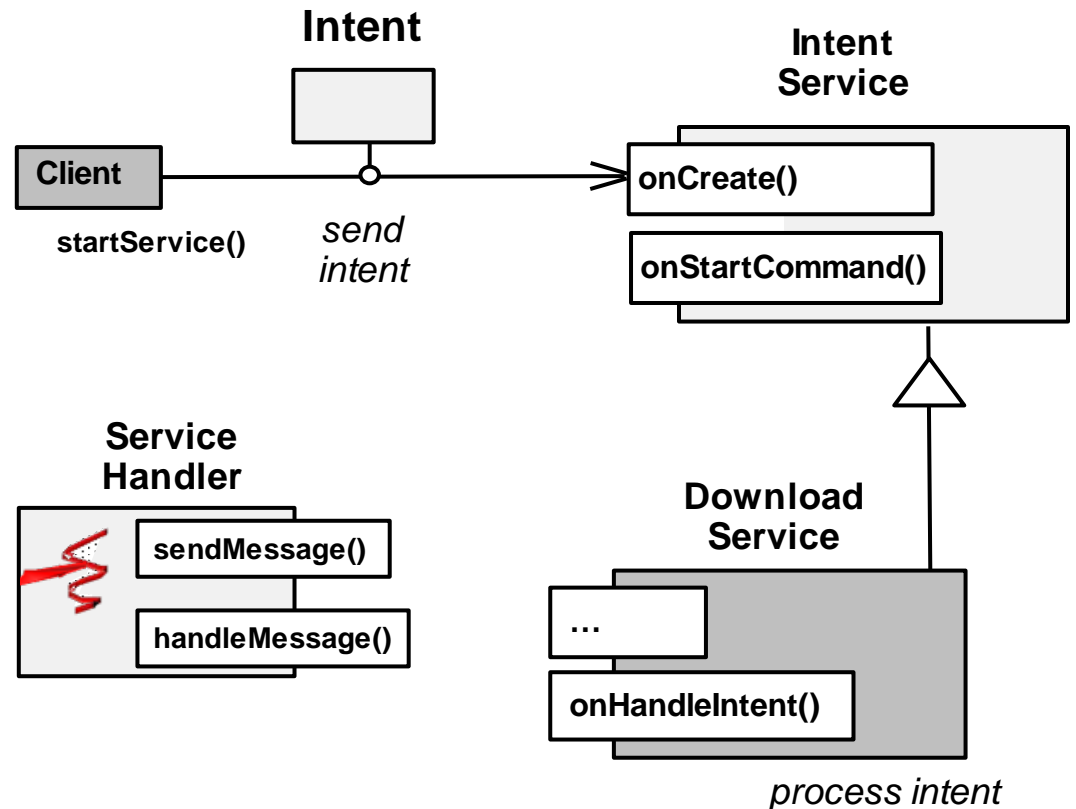 Intent
Intent
Service
Client
onCreate()
startService()
send
intent
onStartCommand()
Service
Handler
Download
Service
sendMessage()
handleMessage()
…
onHandleIntent()
process intent